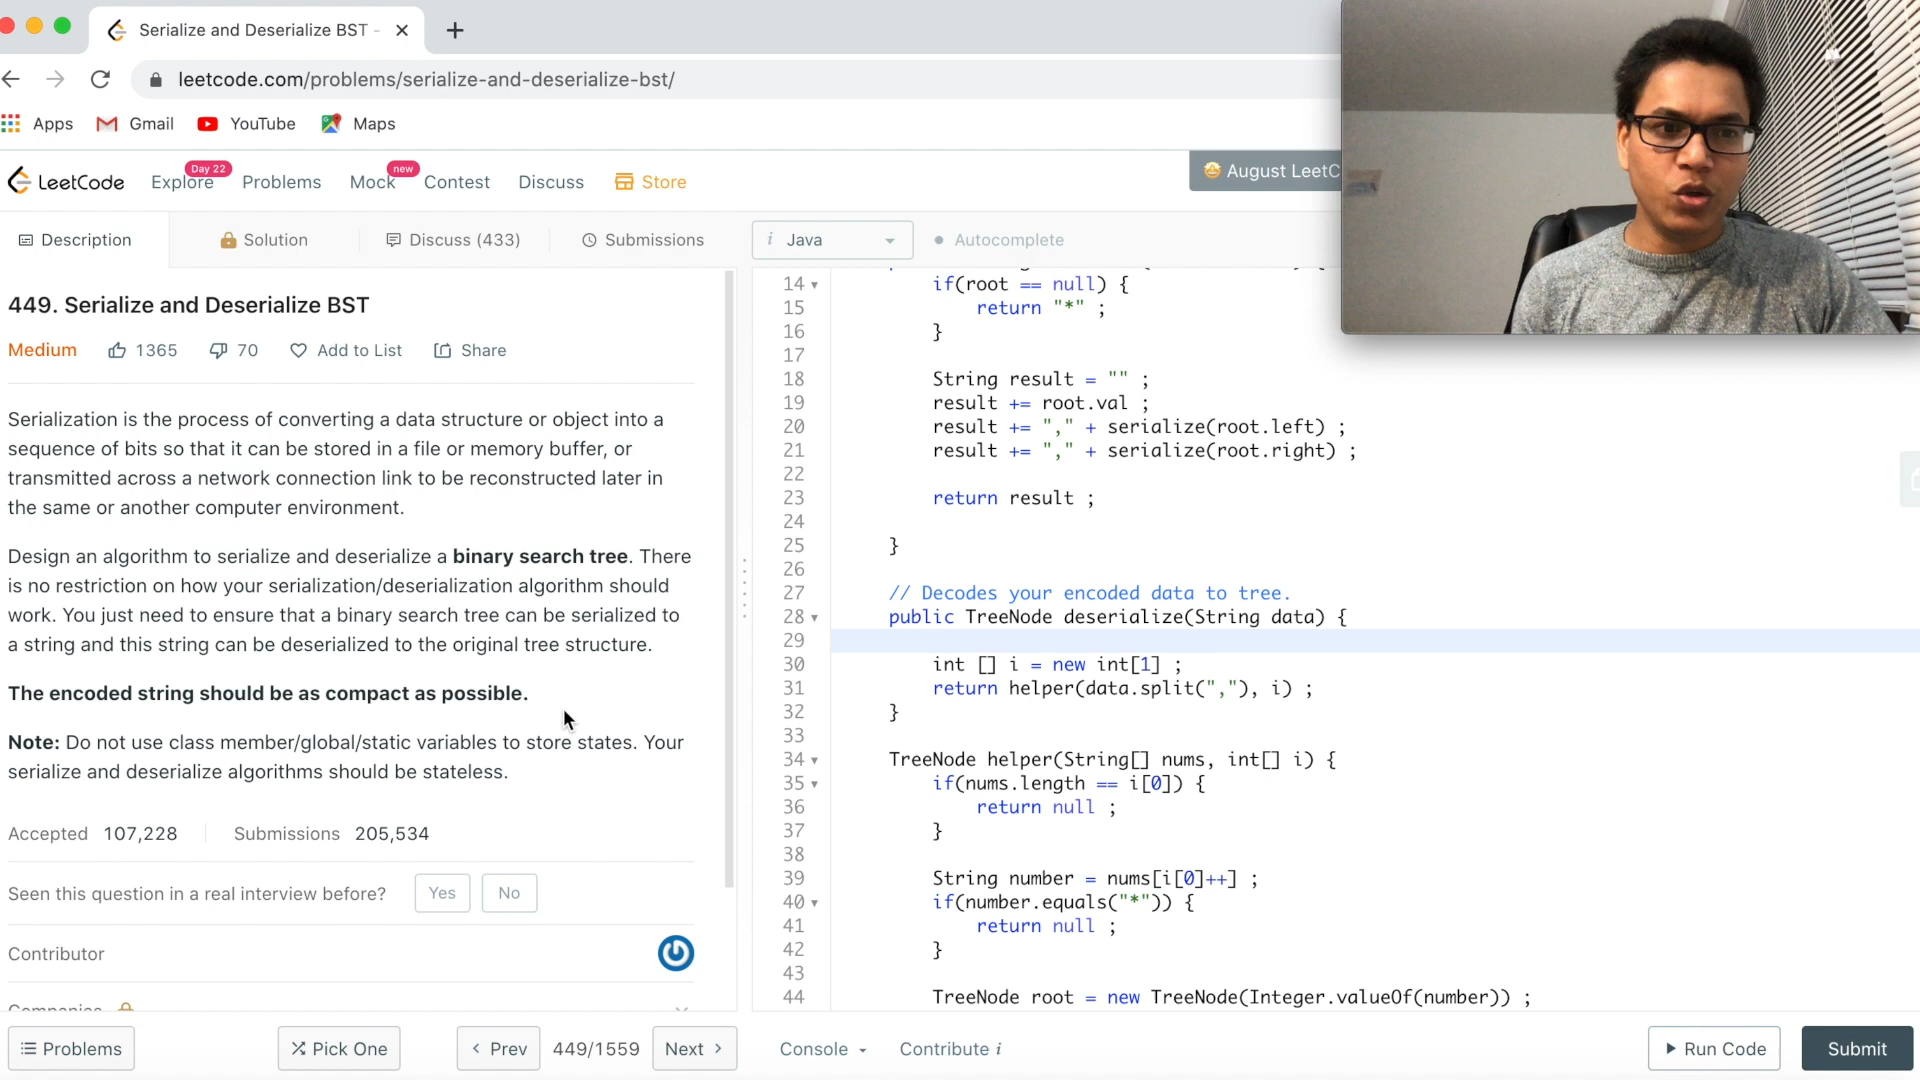 Serialize and Deserialize BST -
leetcode.com/problems/serialize-and-deserialize-bst/
Apps Gmail YouTube Maps
LeetCode Explore Day 22 Problems Mock new Contest Discuss Store
August LeetC
Description Solution Discuss (433) Submissions
i Java Autocomplete
449. Serialize and Deserialize BST
Medium 1365 70 Add to List Share
Serialization is the process of converting a data structure or object into a
sequence of bits so that it can be stored in a file or memory buffer, or
transmitted across a network connection link to be reconstructed later in
the same or another computer environment.
Design an algorithm to serialize and deserialize a binary search tree. There
is no restriction on how your serialization/deserialization algorithm should
work. You just need to ensure that a binary search tree can be serialized to
a string and this string can be deserialized to the original tree structure.
The encoded string should be as compact as possible.
Note: Do not use class member/global/static variables to store states. Your
serialize and deserialize algorithms should be stateless.
Accepted 107,228 Submissions 205,534
Seen this question in a real interview before? Yes No
Contributor
Companies
14 if(root == null) {
15 return "*" ;
16 }
17
18 String result = "" ;
19 result += root.val ;
20 result += "," + serialize(root.left) ;
21 result += "," + serialize(root.right) ;
22
23 return result ;
24
25 }
26
27 // Decodes your encoded data to tree.
28 public TreeNode deserialize(String data) {
29
30 int [] i = new int[1] ;
31 return helper(data.split(","), i) ;
32 }
33
34 TreeNode helper(String[] nums, int[] i) {
35 if(nums.length == i[0]) {
36 return null ;
37 }
38
39 String number = nums[i[0]++] ;
40 if(number.equals("*")) {
41 return null ;
42 }
43
44 TreeNode root = new TreeNode(Integer.valueOf(number)) ;
Problems Pick One < Prev 449/1559 Next >
Console Contribute i Run Code Submit